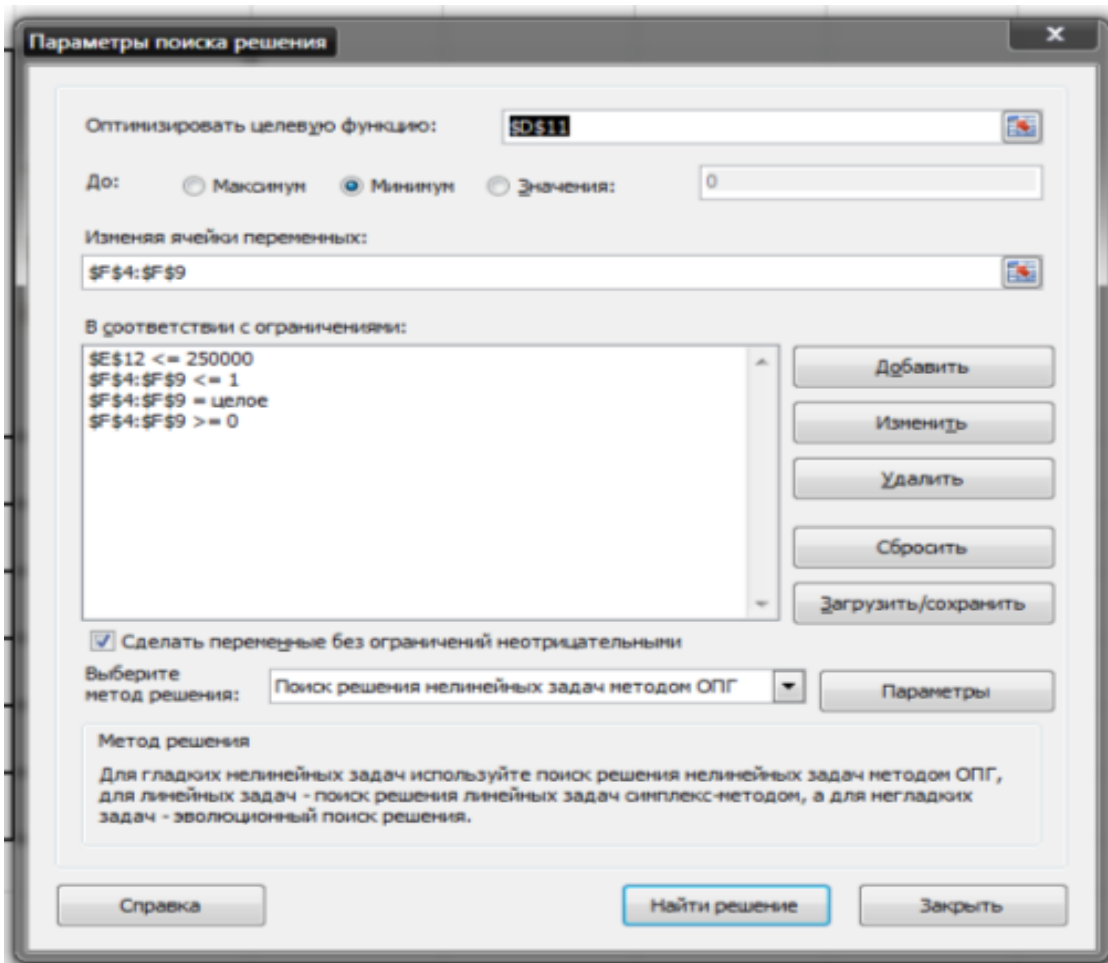 Параметры поиска решения
Оптимизировать целевую функцию:
$D$11
До:
Максимум
Минимум
Значения:
0
Изменяя ячейки переменных:
$F$4:$F$9
В соответствии с ограничениями:
$E$12 <= 250000
$F$4:$F$9 <= 1
$F$4:$F$9 = целое
$F$4:$F$9 >= 0
Добавить
Изменить
Удалить
Сбросить
Загрузить/сохранить
Сделать переменные без ограничений неотрицательными
Выберите
метод решения:
Поиск решения нелинейных задач методом ОПГ
Параметры
Метод решения
Для гладких нелинейных задач используйте поиск решения нелинейных задач методом ОПГ,
для линейных задач - поиск решения линейных задач симплекс-методом, а для негладких
задач - эволюционный поиск решения.
Справка
Найти решение
Закрыть